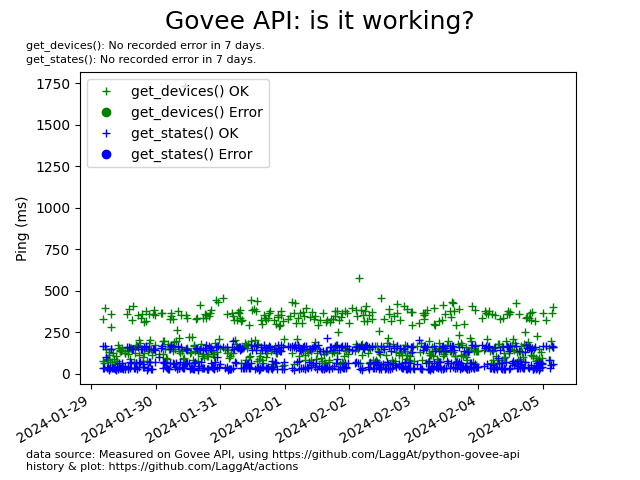 Govee API: is it working?
get_devices(): No recorded error in 7 days.
get_states(): No recorded error in 7 days.
get_devices() OK
get_devices() Error
get_states() OK
get_states() Error
Ping (ms)
1750
1500
1250
1000
750
500
250
0
2024-01-29
2024-01-30
2024-01-31
2024-02-01
2024-02-02
2024-02-03
2024-02-04
2024-02-05
data source: Measured on Govee API, using https://github.com/LaggAt/python-govee-api
history & plot: https://github.com/LaggAt/actions